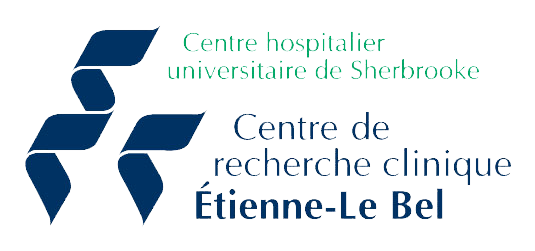 Centre hospitalier
universitaire de Sherbrooke
Centre de
recherche clinique
Étienne-Le Bel